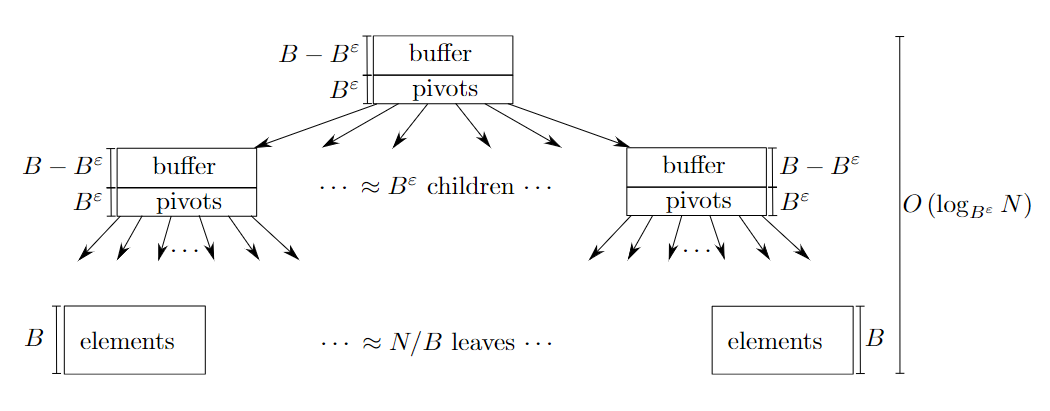 B − B^ε buffer
B^ε pivots
B − B^ε buffer buffer B − B^ε
⋯ ≈ B^ε children ⋯
B^ε pivots pivots B^ε
O (log_{B^ε} N)
⋯ ⋯
B elements ⋯ ≈ N/B leaves ⋯ elements B